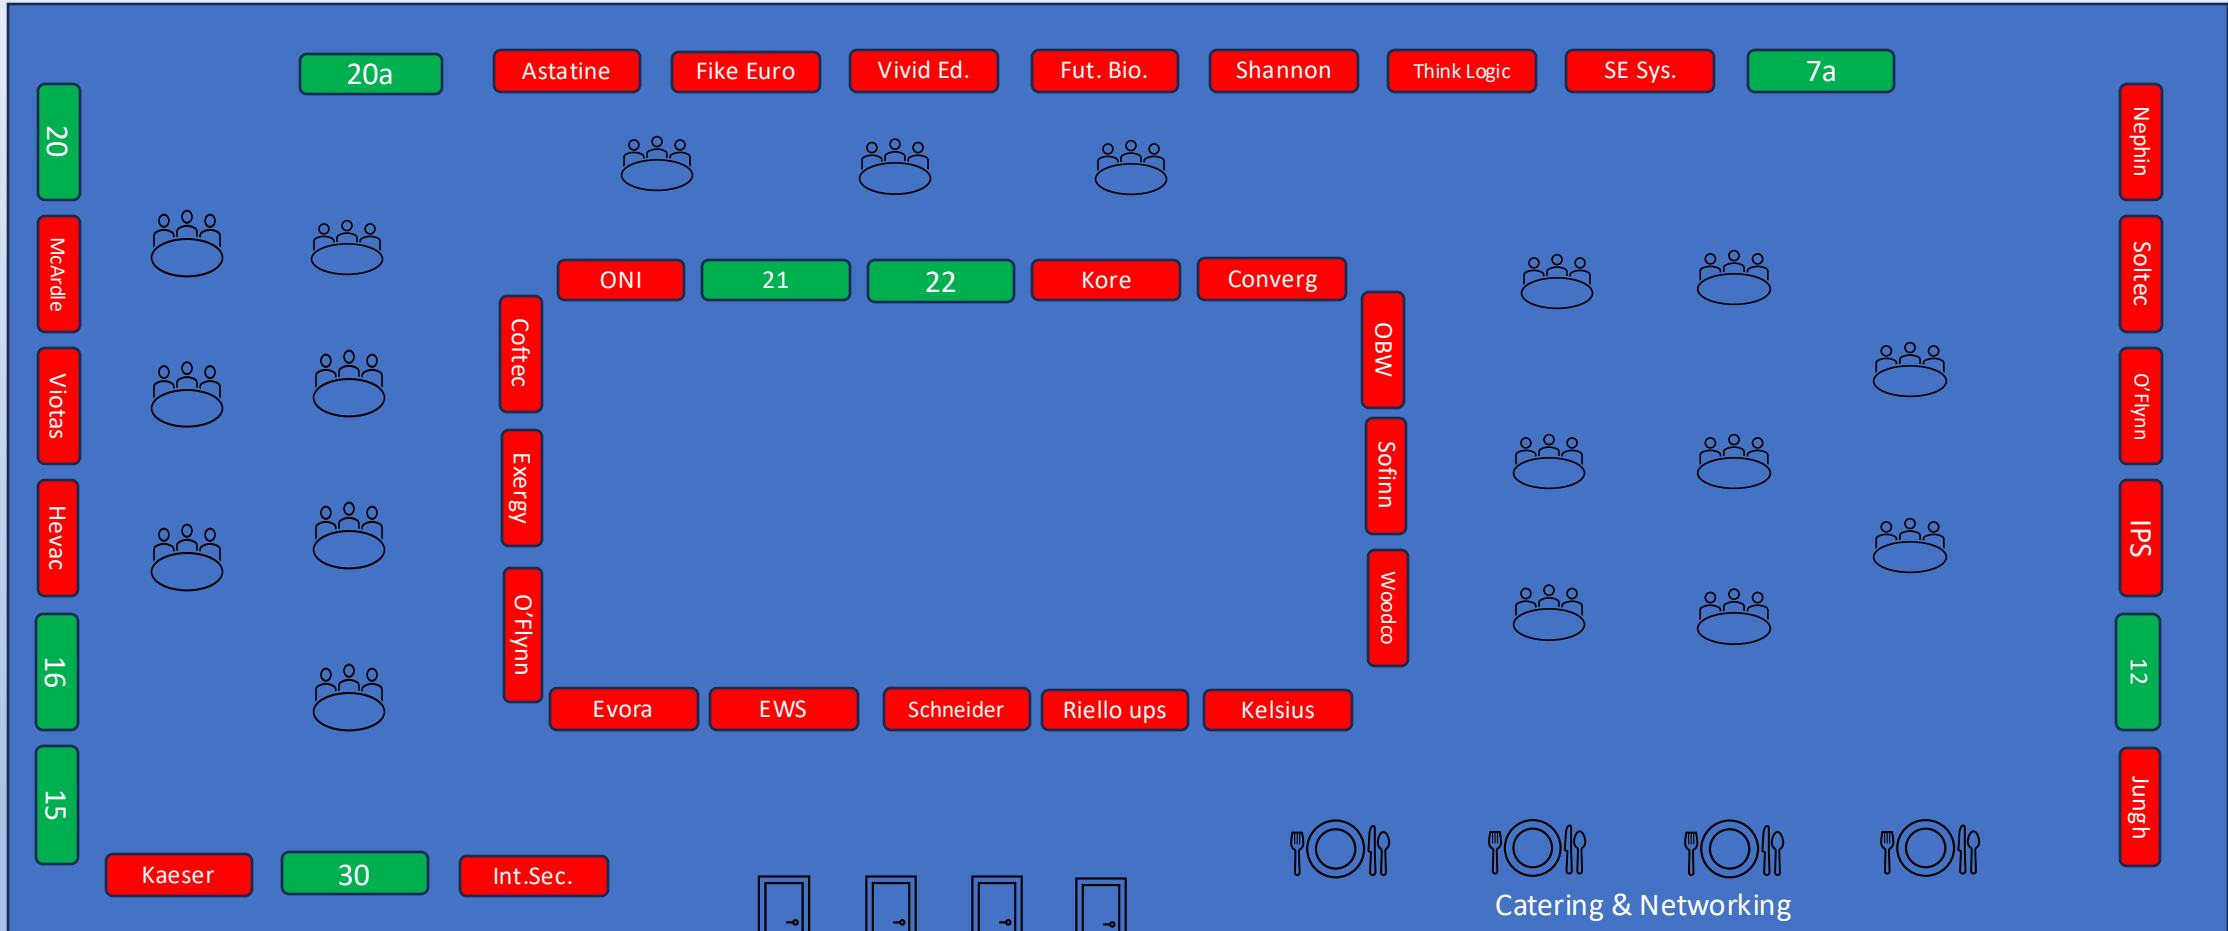 20a
Astatine
Fike Euro
Vivid Ed.
Fut. Bio.
Shannon
Think Logic
SE Sys.
7a
20
McArdle
Viotas
Hevac
16
15
Nephin
Soltec
O'Flynn
IPS
12
Jungh
ONI
21
22
Kore
Converg
Coftec
Exergy
O'Flynn
OBW
Sofinn
Woodco
Evora
EWS
Schneider
Riello ups
Kelsius
Kaeser
30
Int.Sec.
Catering & Networking